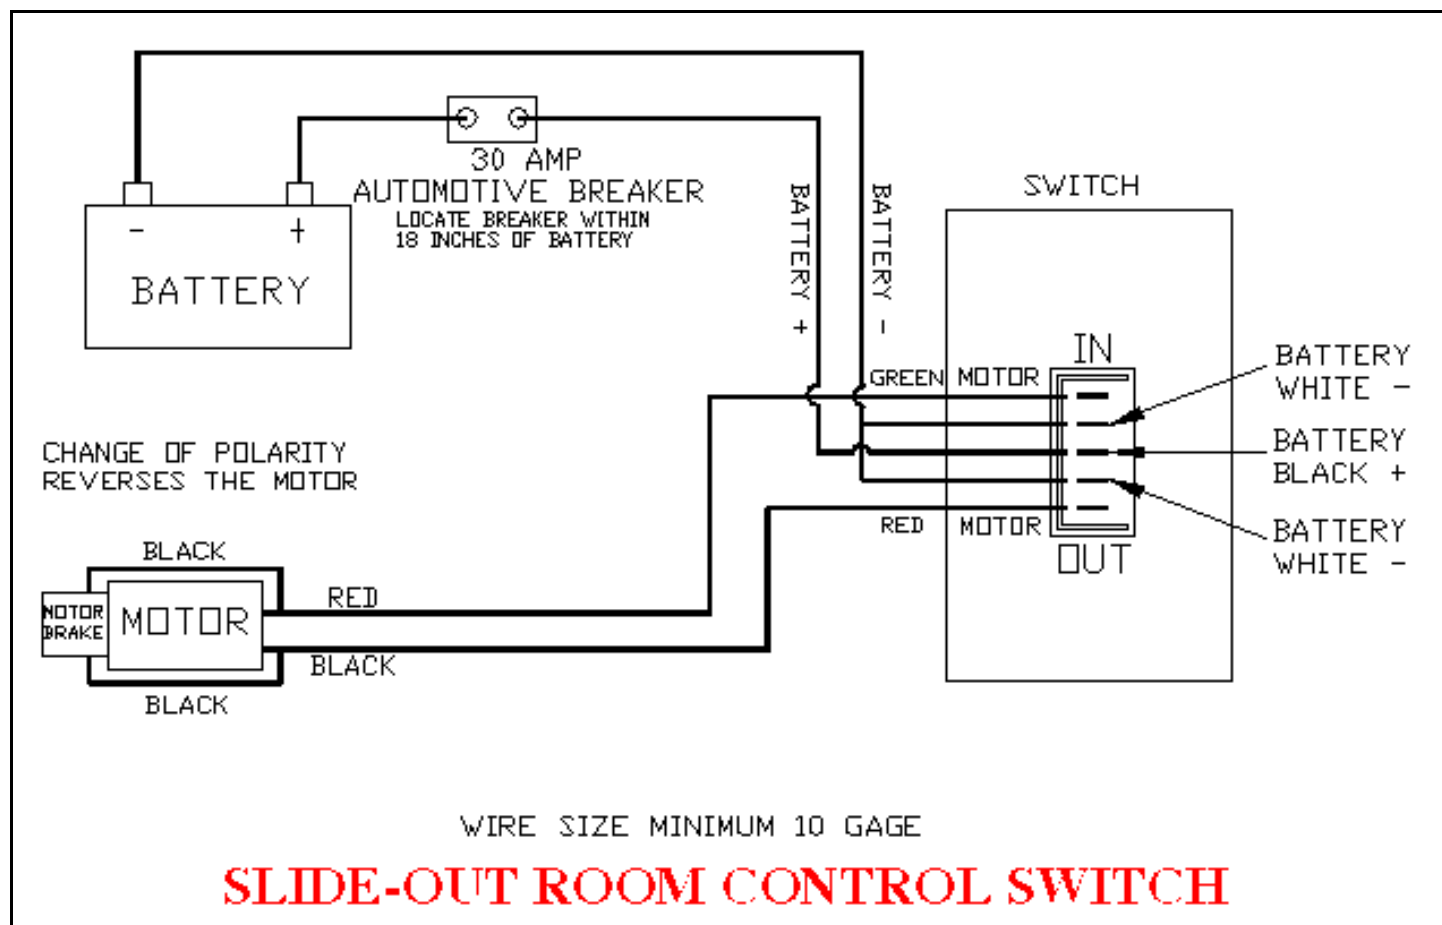 30 AMP
AUTOMOTIVE BREAKER
LOCATE BREAKER WITHIN
18 INCHES OF BATTERY
- +
BATTERY
BATTERY +
BATTERY -
SWITCH
IN
GREEN MOTOR
BATTERY
WHITE -
BATTERY
BLACK +
BATTERY
WHITE -
RED MOTOR
OUT
CHANGE OF POLARITY
REVERSES THE MOTOR
BLACK
MOTOR
BRAKE
MOTOR
RED
BLACK
BLACK
WIRE SIZE MINIMUM 10 GAGE
SLIDE-OUT ROOM CONTROL SWITCH